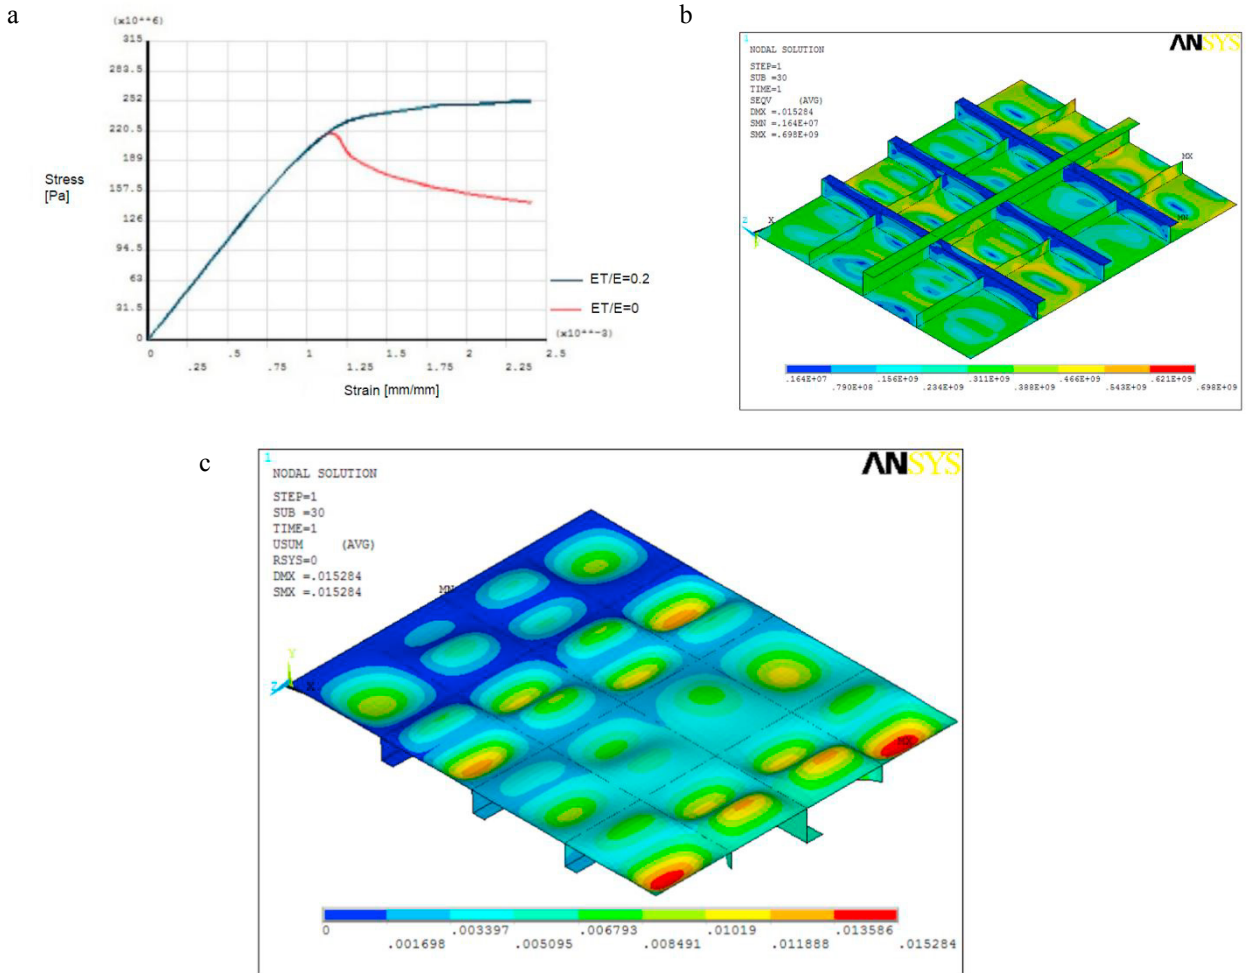 a
(x10**6)
315
283.5
252
220.5
189
157.5
126
94.5
63
31.5
0
Stress
[Pa]
ET/E=0.2
ET/E=0
(x10**-3)
0
.5
1
1.5
2
2.5
.25
.75
1.25
1.75
2.25
Strain [mm/mm]
b
1
ANSYS
NODAL SOLUTION
STEP=1
SUB =30
TIME=1
SEQV (AVG)
DMX =.015284
SMN =.164E+07
SMX =.698E+09
MX
MN
Z
X
.164E+07
.156E+09
.311E+09
.466E+09
.621E+09
.790E+08
.234E+09
.388E+09
.543E+09
.698E+09
c
1
ANSYS
NODAL SOLUTION
STEP=1
SUB =30
TIME=1
USUM (AVG)
RSYS=0
DMX =.015284
SMX =.015284
MN
Y
Z
X
MX
0
.003397
.006793
.01019
.013586
.001698
.005095
.008491
.011888
.015284